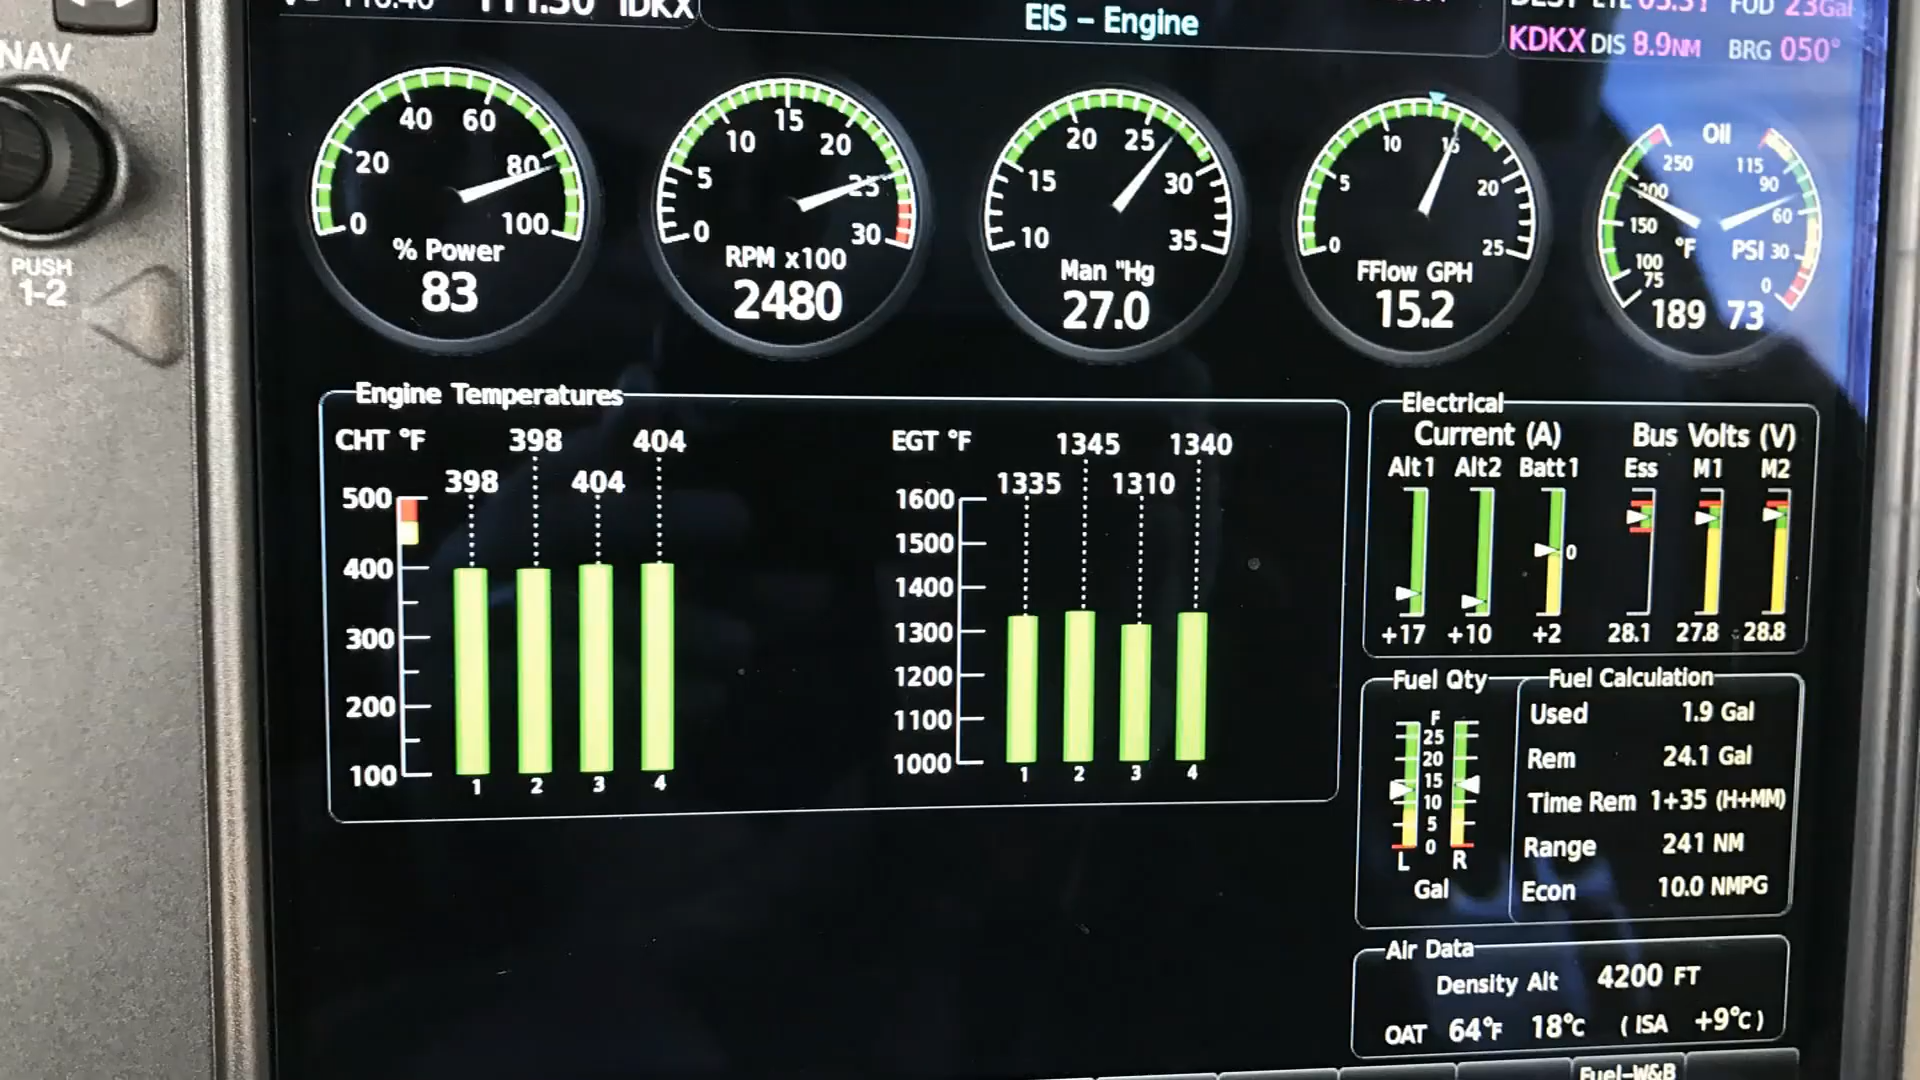 111.30 IDKX
EIS – Engine
DEST ETE FOD 23Gal
KDKX DIS 8.9NM BRG 050°
NAV
PUSH
1-2
0 20 40 60 80 100
% Power
83
0 5 10 15 20 25 30
RPM x100
2480
10 15 20 25 30 35
Man "Hg
27.0
0 5 10 15 20 25
FFlow GPH
15.2
Oil
250 115
200 90
150 60
°F PSI 30
100
75 0
189 73
Engine Temperatures
CHT °F
398 398 404 404
500
400
300
200
100
1 2 3 4
EGT °F
1335 1345 1310 1340
1600
1500
1400
1300
1200
1100
1000
1 2 3 4
Electrical
Current (A) Bus Volts (V)
Alt1 Alt2 Batt1 Ess M1 M2
0
+17 +10 +2 28.1 27.8 28.8
Fuel Qty
F
25
20
15
10
5
0
L R
Gal
Fuel Calculation
Used 1.9 Gal
Rem 24.1 Gal
Time Rem 1+35 (H+MM)
Range 241 NM
Econ 10.0 NMPG
Air Data
Density Alt 4200 FT
OAT 64°F 18°C ( ISA +9°C )
Fuel-W&B